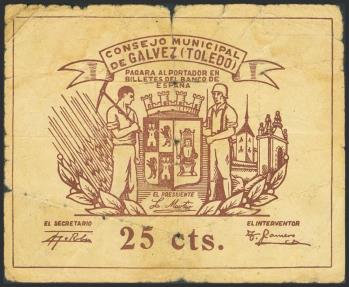 CONSEJO MUNICIPAL
DE GALVEZ (TOLEDO)
PAGARA AL PORTADOR EN
BILLETES DEL BANCO DE
ESPAÑA
EL PRESIDENTE
EL SECRETARIO
EL INTERVENTOR
25 cts.